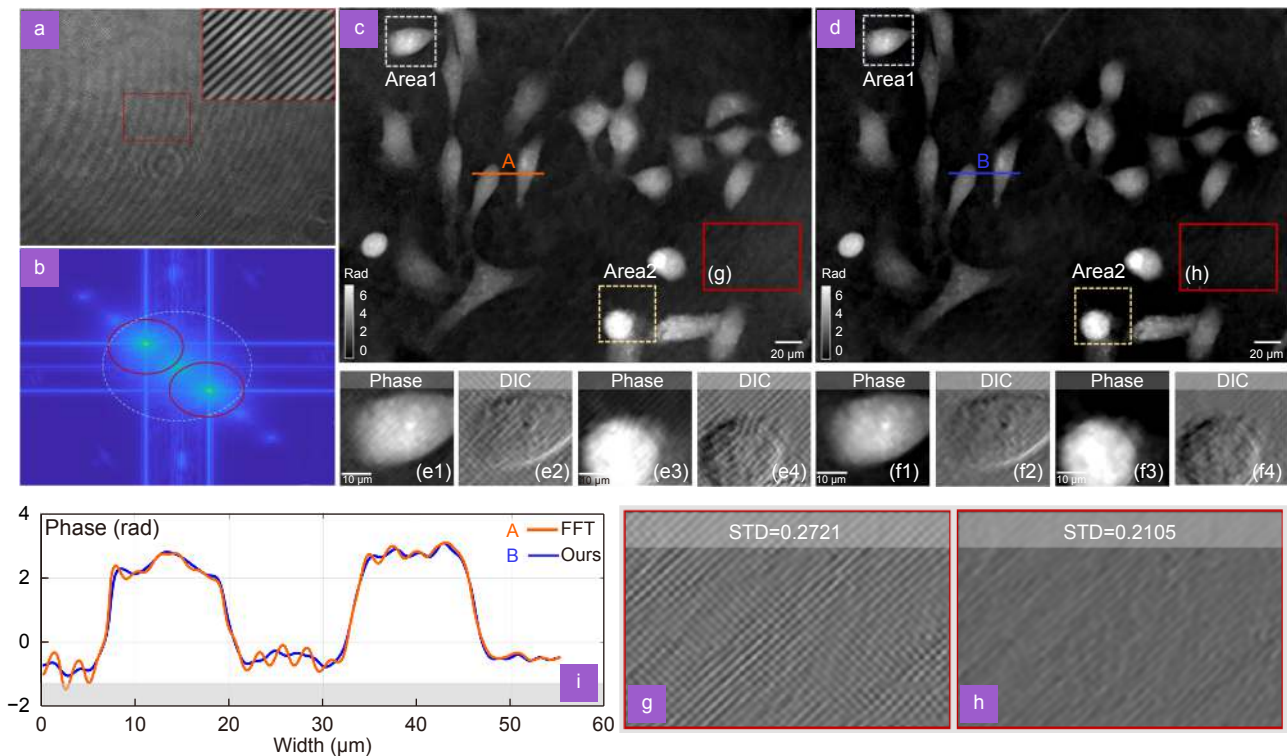 a
b
c
Area1
A
Rad
6
4
2
0
Area2
(g)
20 μm
d
Area1
B
Rad
6
4
2
0
Area2
(h)
20 μm
Phase
10 μm
(e1)
DIC
(e2)
Phase
10 μm
(e3)
DIC
(e4)
Phase
10 μm
(f1)
DIC
(f2)
Phase
10 μm
(f3)
DIC
(f4)
Phase (rad)
A FFT
B Ours
2
0
−2
0 10 20 30 40 50 60
Width (μm)
i
STD=0.2721
g
STD=0.2105
h